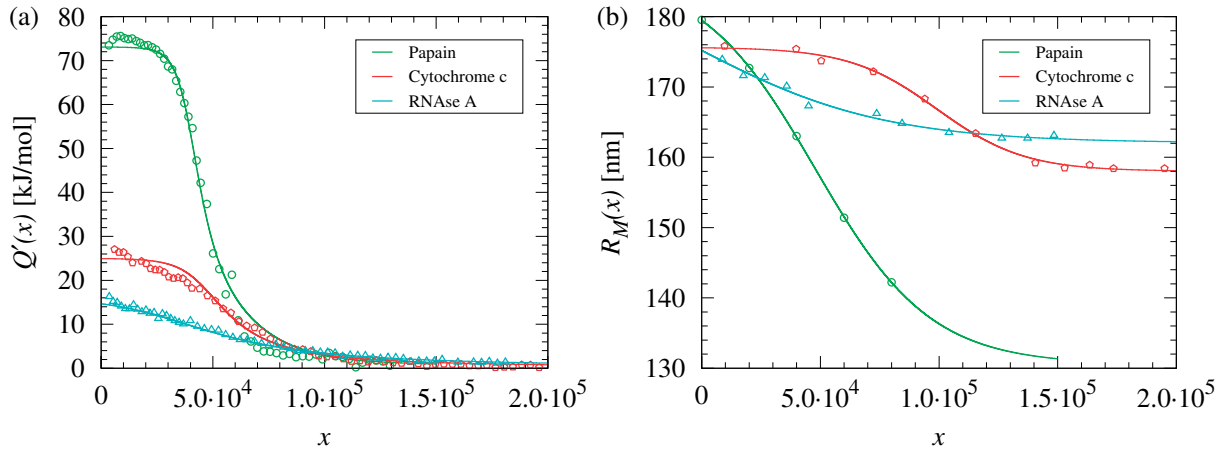 (a)
80
70
60
50
40
30
20
10
0
Q'(x) [kJ/mol]
Papain
Cytochrome c
RNAse A
5.0·10⁴
1.0·10⁵
1.5·10⁵
2.0·10⁵
x
(b)
180
170
160
150
140
130
R_M(x) [nm]
Papain
Cytochrome c
RNAse A
5.0·10⁴
1.0·10⁵
1.5·10⁵
2.0·10⁵
x